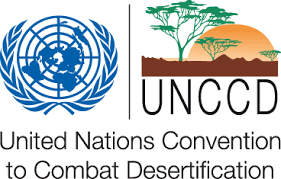 UNCCD
United Nations Convention
to Combat Desertification